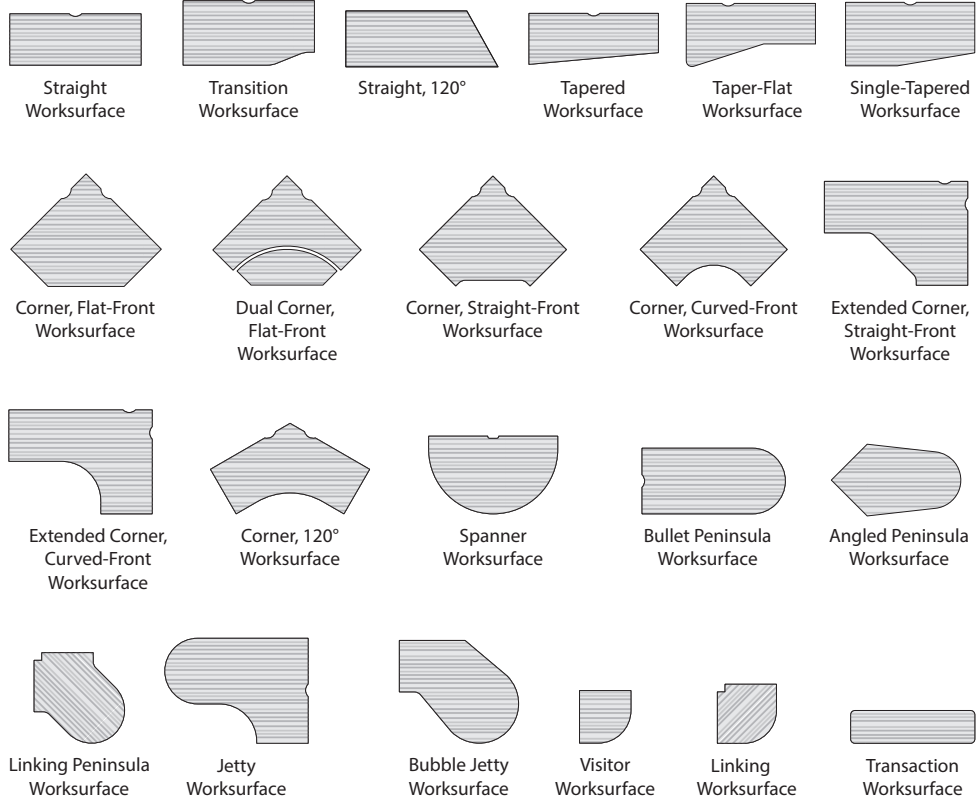 Straight
Worksurface
Transition
Worksurface
Straight, 120°
Tapered
Worksurface
Taper-Flat
Worksurface
Single-Tapered
Worksurface
Corner, Flat-Front
Worksurface
Dual Corner,
Flat-Front
Worksurface
Corner, Straight-Front
Worksurface
Corner, Curved-Front
Worksurface
Extended Corner,
Straight-Front
Worksurface
Extended Corner,
Curved-Front
Worksurface
Corner, 120°
Worksurface
Spanner
Worksurface
Bullet Peninsula
Worksurface
Angled Peninsula
Worksurface
Linking Peninsula
Worksurface
Jetty
Worksurface
Bubble Jetty
Worksurface
Visitor
Worksurface
Linking
Worksurface
Transaction
Worksurface